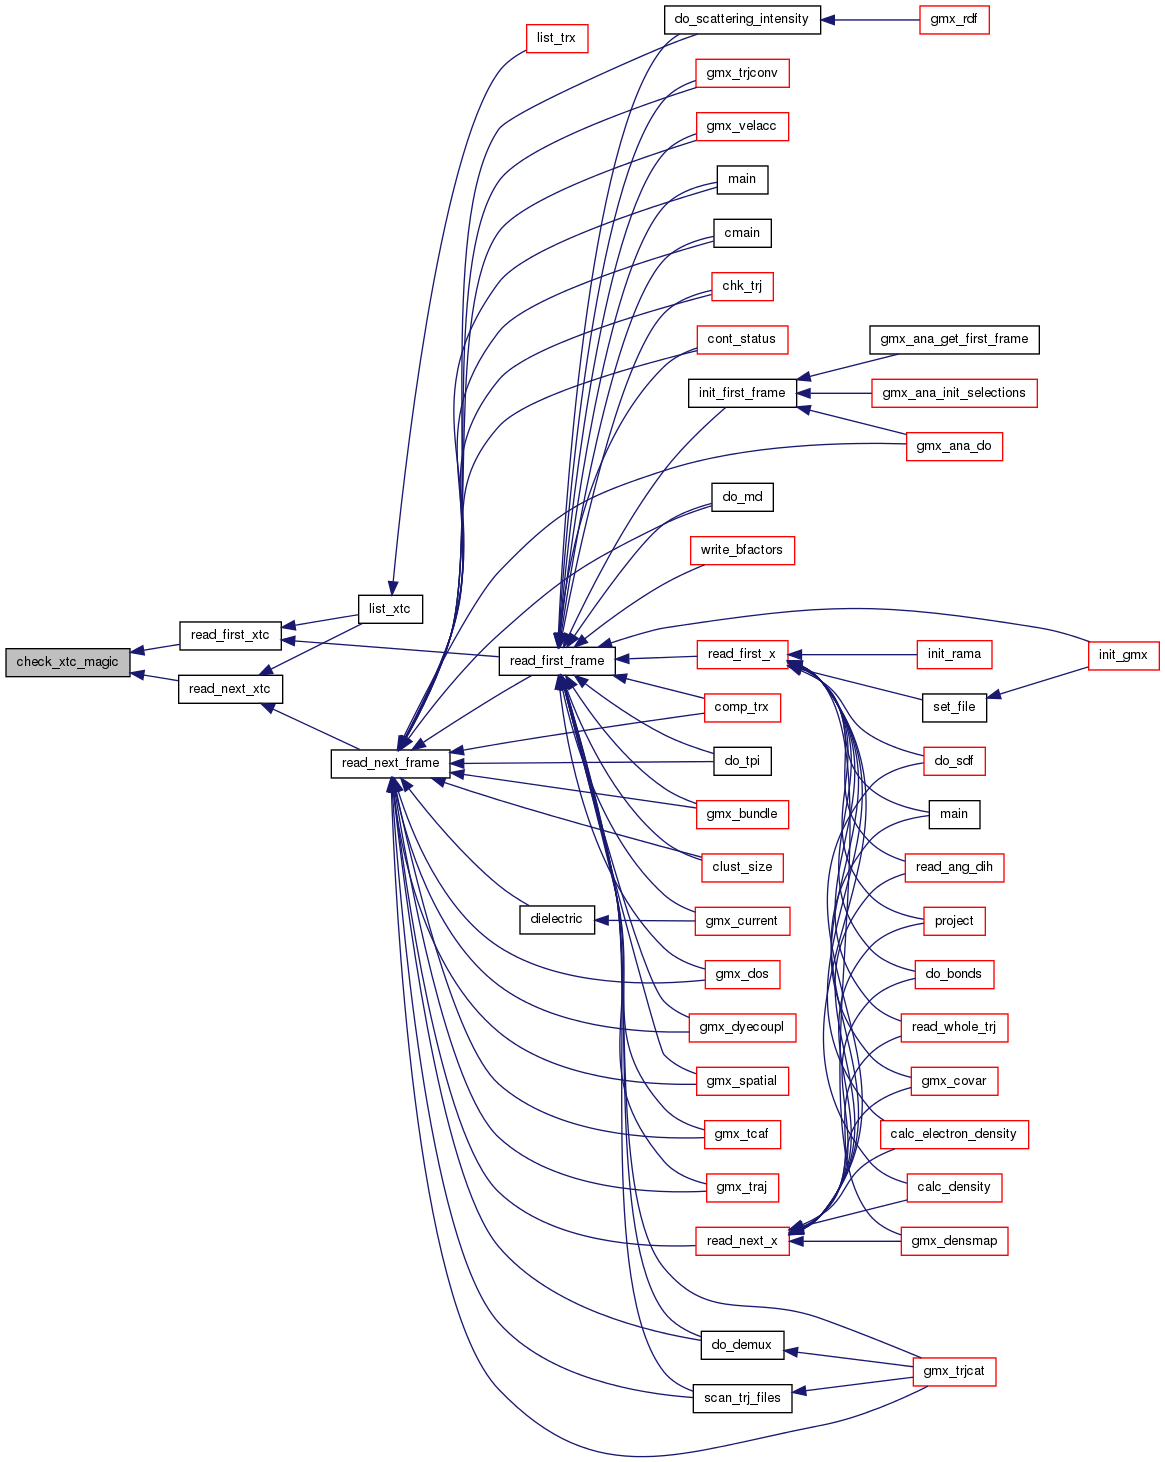 do_scattering_intensity
gmx_rdf
list_trx
gmx_trjconv
gmx_velacc
main
cmain
chk_trj
cont_status
gmx_ana_get_first_frame
init_first_frame
gmx_ana_init_selections
gmx_ana_do
do_md
write_bfactors
list_xtc
read_first_xtc
check_xtc_magic
read_next_xtc
read_first_frame
read_first_x
init_rama
init_gmx
comp_trx
set_file
read_next_frame
do_tpi
do_sdf
gmx_bundle
main
clust_size
read_ang_dih
dielectric
gmx_current
project
gmx_dos
do_bonds
gmx_dyecoupl
read_whole_trj
gmx_spatial
gmx_covar
gmx_tcaf
calc_electron_density
gmx_traj
calc_density
read_next_x
gmx_densmap
do_demux
gmx_trjcat
scan_trj_files